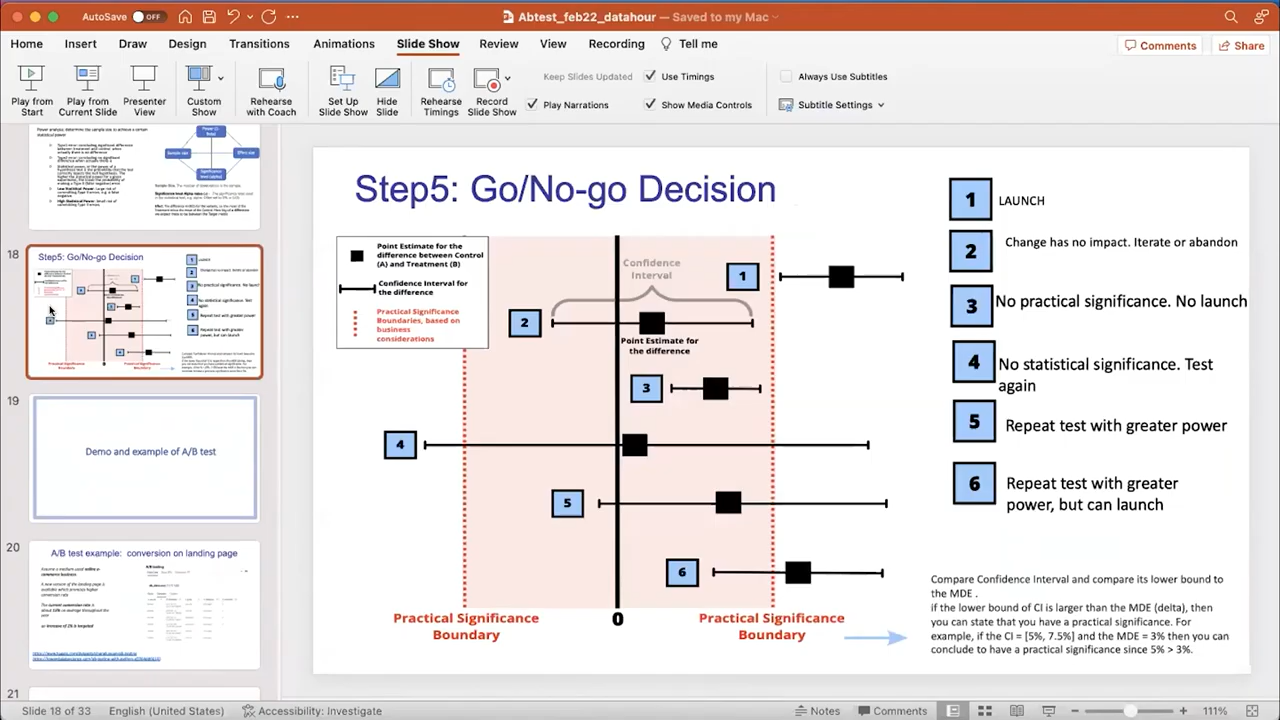 AutoSave OFF
Abtest_feb22_datahour — Saved to my Mac
Home Insert Draw Design Transitions Animations Slide Show Review View Recording Tell me
Comments Share
Play from Start
Play from Current Slide
Presenter View
Custom Show
Rehearse with Coach
Set Up Slide Show
Hide Slide
Rehearse Timings
Record Slide Show
Keep Slides Updated
Use Timings
Play Narrations
Show Media Controls
Always Use Subtitles
Subtitle Settings
18
Step5: Go/No-go Decision
19
Demo and example of A/B test
20
A/B test example: conversion on landing page
21
Step5: Go/No-go Decision
Point Estimate for the
difference between Control
(A) and Treatment (B)
Confidence Interval for
the difference
Practical Significance
Boundaries, based on
business
considerations
Confidence
Interval
1
2
Point Estimate for
the difference
3
4
5
6
Practical Significance
Boundary
0
Practical Significance
Boundary
1 LAUNCH
2 Change has no impact. Iterate or abandon
3 No practical significance. No launch
4 No statistical significance. Test
again
5 Repeat test with greater power
6 Repeat test with greater
power, but can launch
Compare Confidence Interval and compare its lower bound to
the MDE .
if the lower bound of CI is larger than the MDE (delta), then
you can state that you have a practical significance. For
example, if the CI = [5%, 7.5%] and the MDE = 3% then you can
conclude to have a practical significance since 5% > 3%.
Slide 18 of 33 English (United States) Accessibility: Investigate
Notes Comments 111%